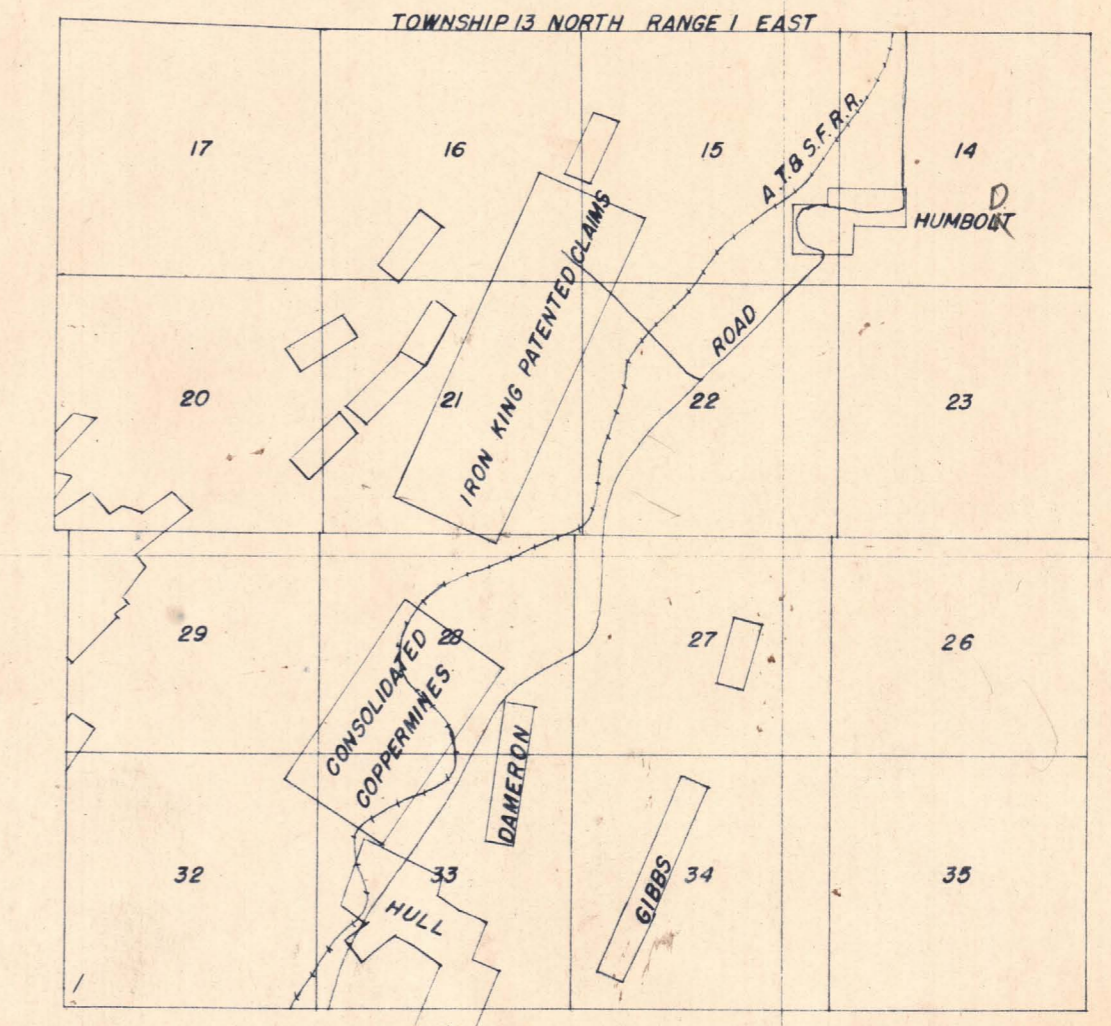 TOWNSHIP 13 NORTH RANGE 1 EAST
17
16
15
14
A.T.& S.F.R.R.
D
HUMBOLT
IRON KING PATENTED CLAIMS
ROAD
20
21
22
23
29
28
27
26
CONSOLIDATED
COPPERMINES
DAMERON
32
33
34
35
HULL
GIBBS